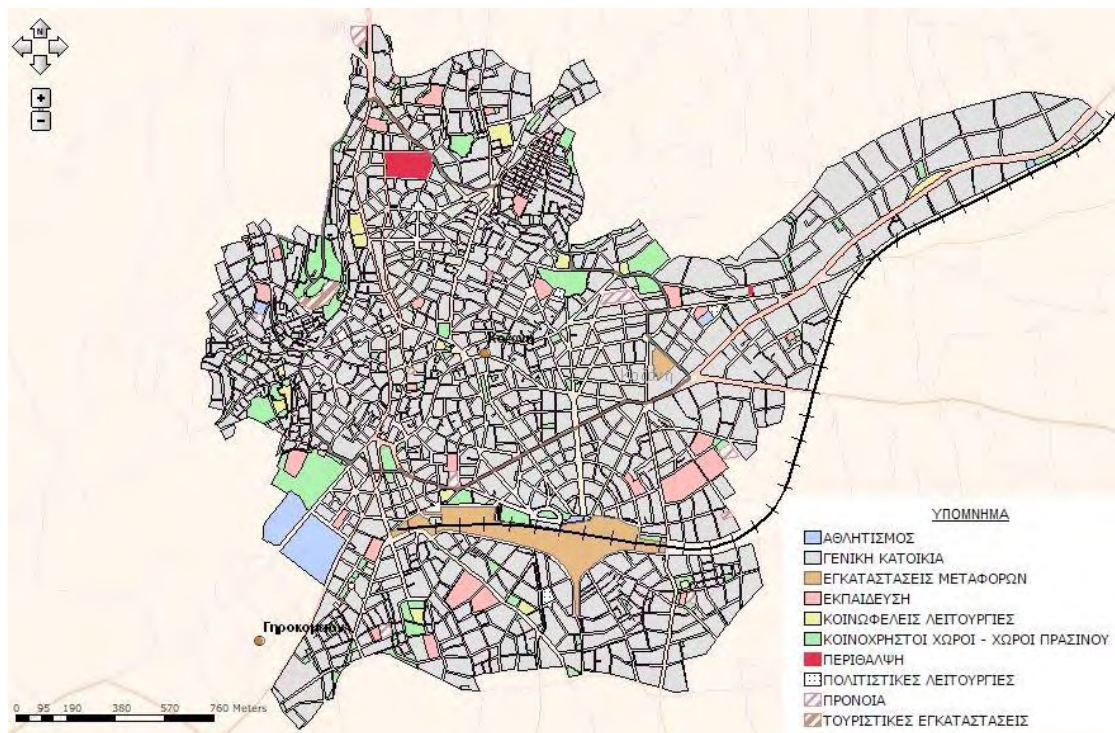 N
+
−
Κοζάνη
Γηροκομείο
0 95 190 380 570 760 Meters
ΥΠΟΜΝΗΜΑ
ΑΘΛΗΤΙΣΜΟΣ
ΓΕΝΙΚΗ ΚΑΤΟΙΚΙΑ
ΕΓΚΑΤΑΣΤΑΣΕΙΣ ΜΕΤΑΦΟΡΩΝ
ΕΚΠΑΙΔΕΥΣΗ
ΚΟΙΝΩΦΕΛΕΙΣ ΛΕΙΤΟΥΡΓΙΕΣ
ΚΟΙΝΟΧΡΗΣΤΟΙ ΧΩΡΟΙ - ΧΩΡΟΙ ΠΡΑΣΙΝΟΥ
ΠΕΡΙΘΑΛΨΗ
ΠΟΛΙΤΙΣΤΙΚΕΣ ΛΕΙΤΟΥΡΓΙΕΣ
ΠΡΟΝΟΙΑ
ΤΟΥΡΙΣΤΙΚΕΣ ΕΓΚΑΤΑΣΤΑΣΕΙΣ